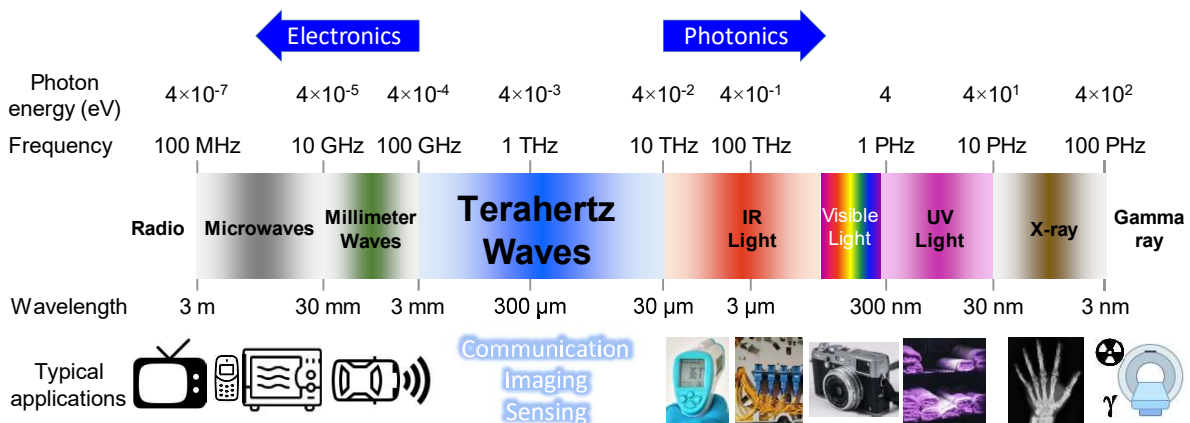 Electronics
Photonics
Photon
energy (eV)
4×10⁻⁷
4×10⁻⁵
4×10⁻⁴
4×10⁻³
4×10⁻²
4×10⁻¹
4
4×10¹
4×10²
Frequency
100 MHz
10 GHz
100 GHz
1 THz
10 THz
100 THz
1 PHz
10 PHz
100 PHz
Radio
Microwaves
Millimeter
Waves
Terahertz
Waves
IR
Light
Visible
Light
UV
Light
X-ray
Gamma
ray
Wavelength
3 m
30 mm
3 mm
300 µm
30 µm
3 µm
300 nm
30 nm
3 nm
Typical
applications
Communication
Imaging
Sensing
γ